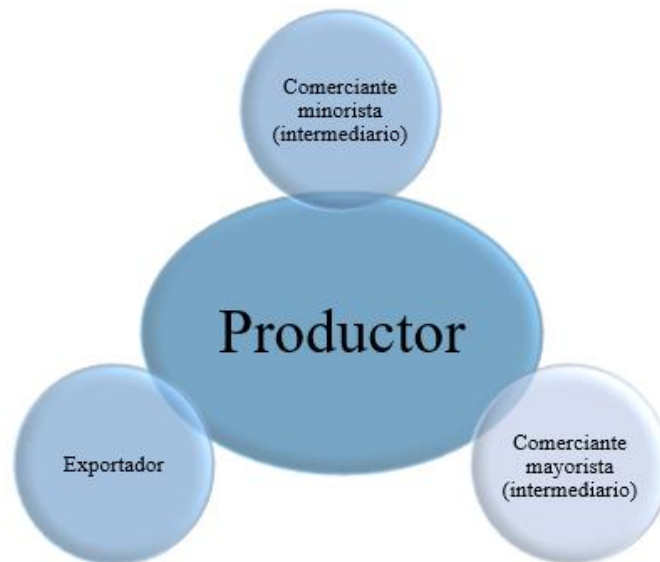 Comerciante
minorista
(intermediario)
Productor
Exportador
Comerciante
mayorista
(intermediario)